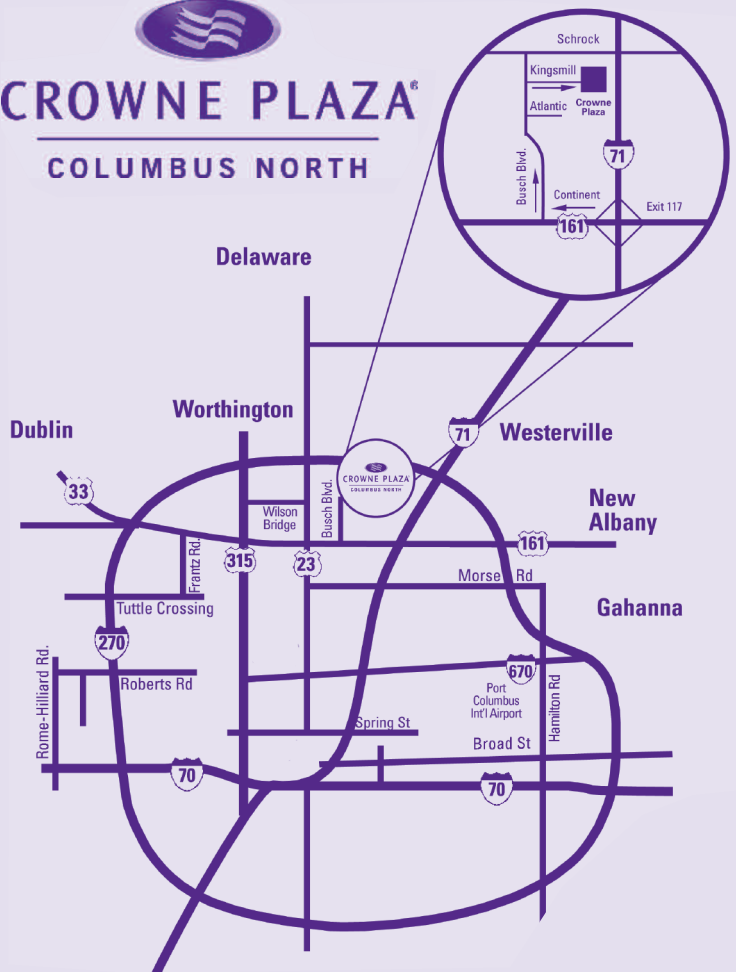 CROWNE PLAZA®
COLUMBUS NORTH
Schrock
Kingsmill
Atlantic
Crowne
Plaza
71
Busch Blvd.
Continent
Exit 117
161
Delaware
Worthington
Dublin
71
Westerville
33
CROWNE PLAZA
COLUMBUS NORTH
New
Albany
Wilson
Bridge
Busch Blvd.
161
Frantz Rd.
315
23
Morse Rd
Tuttle Crossing
Gahanna
270
Rome-Hilliard Rd.
Roberts Rd
670
Port
Columbus
Int'l Airport
Hamilton Rd
Spring St
Broad St
70
70